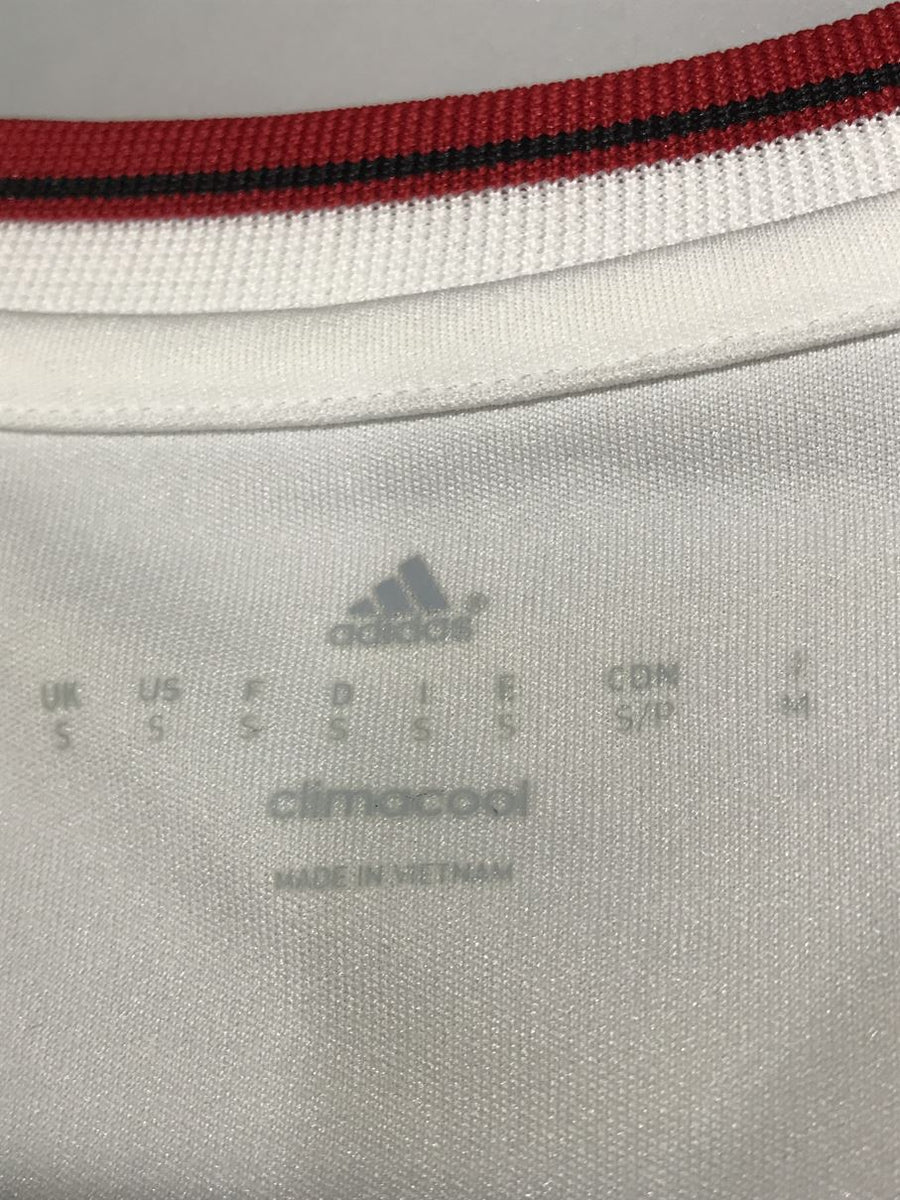 adidas®
UK US F D I E CDN J
S S S S S S S/P M
climacool
MADE IN VIETNAM